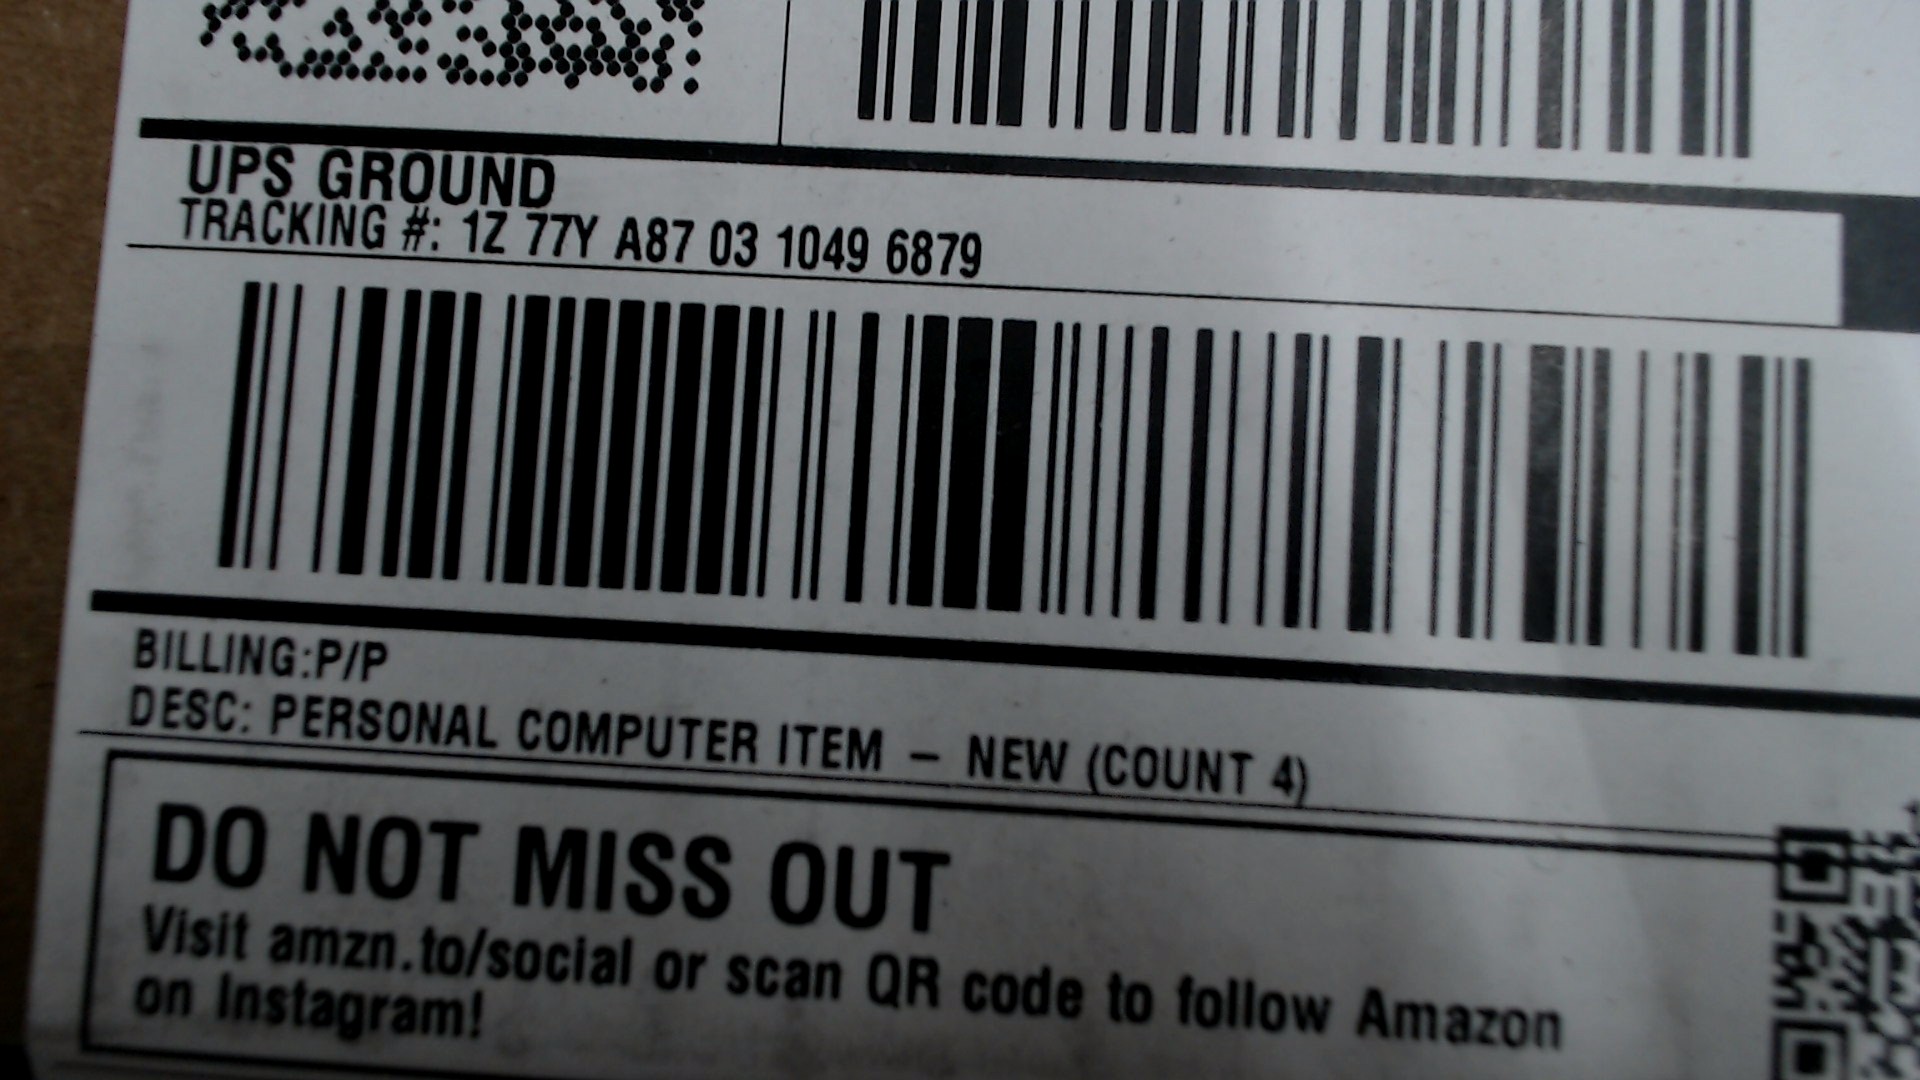 UPS GROUND
TRACKING #: 1Z 77Y A87 03 1049 6879
BILLING:P/P
DESC: PERSONAL COMPUTER ITEM – NEW (COUNT 4)
DO NOT MISS OUT
Visit amzn.to/social or scan QR code to follow Amazon
on Instagram!